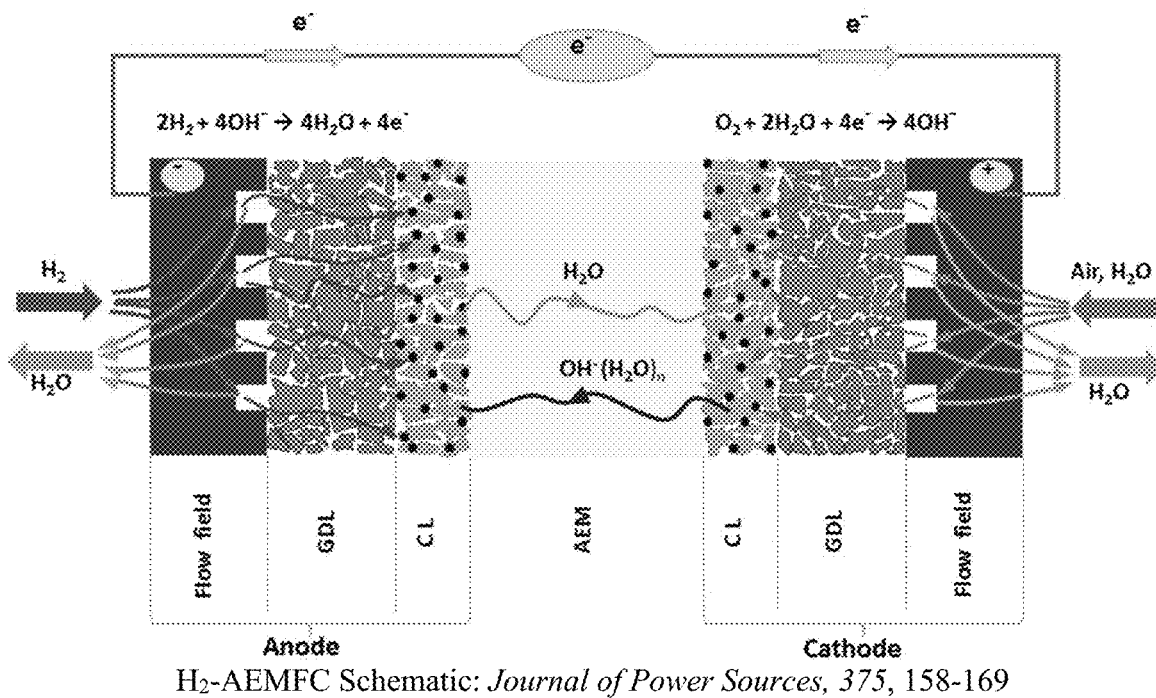 e⁻ e⁻ e⁻
2H₂ + 4OH⁻ → 4H₂O + 4e⁻ O₂ + 2H₂O + 4e⁻ → 4OH⁻
- +
H₂ H₂O Air, H₂O
H₂O OH⁻(H₂O)ₙ H₂O
Flow field GDL CL AEM CL GDL Flow field
Anode Cathode
H₂-AEMFC Schematic: Journal of Power Sources, 375, 158-169